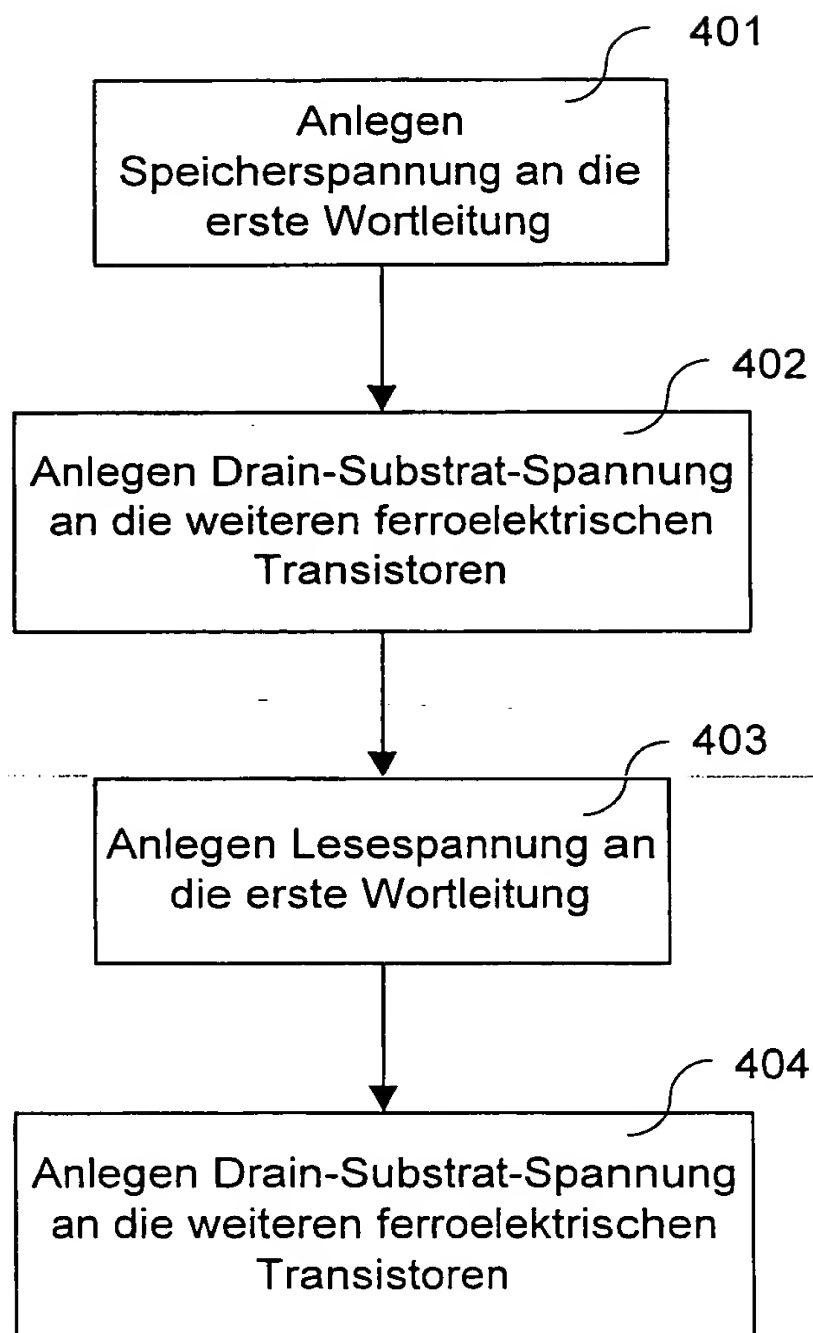 401
Anlegen
Speicherspannung an die
erste Wortleitung
402
Anlegen Drain-Substrat-Spannung
an die weiteren ferroelektrischen
Transistoren
403
Anlegen Lesespannung an
die erste Wortleitung
404
Anlegen Drain-Substrat-Spannung
an die weiteren ferroelektrischen
Transistoren